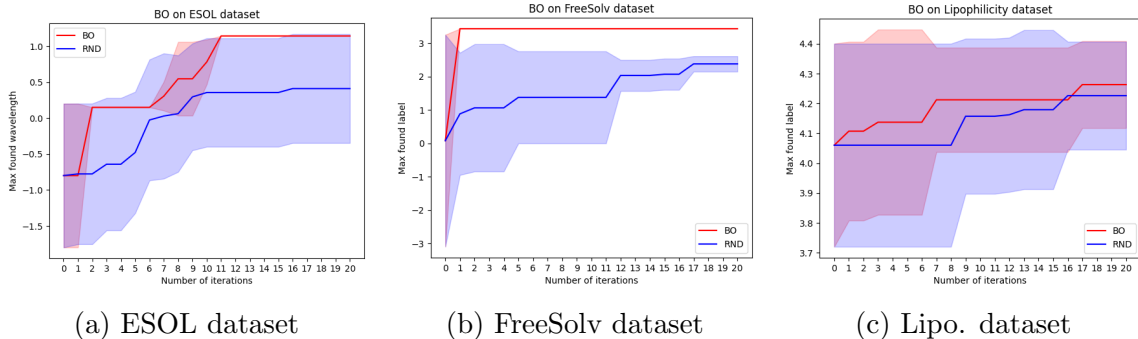 BO on ESOL dataset
BO
RND
Max found wavelength
1.0
0.5
0.0
−0.5
−1.0
−1.5
0 1 2 3 4 5 6 7 8 9 10 11 12 13 14 15 16 17 18 19 20
Number of iterations
(a) ESOL dataset
BO on FreeSolv dataset
Max found label
3
2
1
0
−1
−2
−3
BO
RND
0 1 2 3 4 5 6 7 8 9 10 11 12 13 14 15 16 17 18 19 20
Number of iterations
(b) FreeSolv dataset
BO on Lipophilicity dataset
Max found label
4.4
4.3
4.2
4.1
4.0
3.9
3.8
3.7
BO
RND
0 1 2 3 4 5 6 7 8 9 10 11 12 13 14 15 16 17 18 19 20
Number of iterations
(c) Lipo. dataset